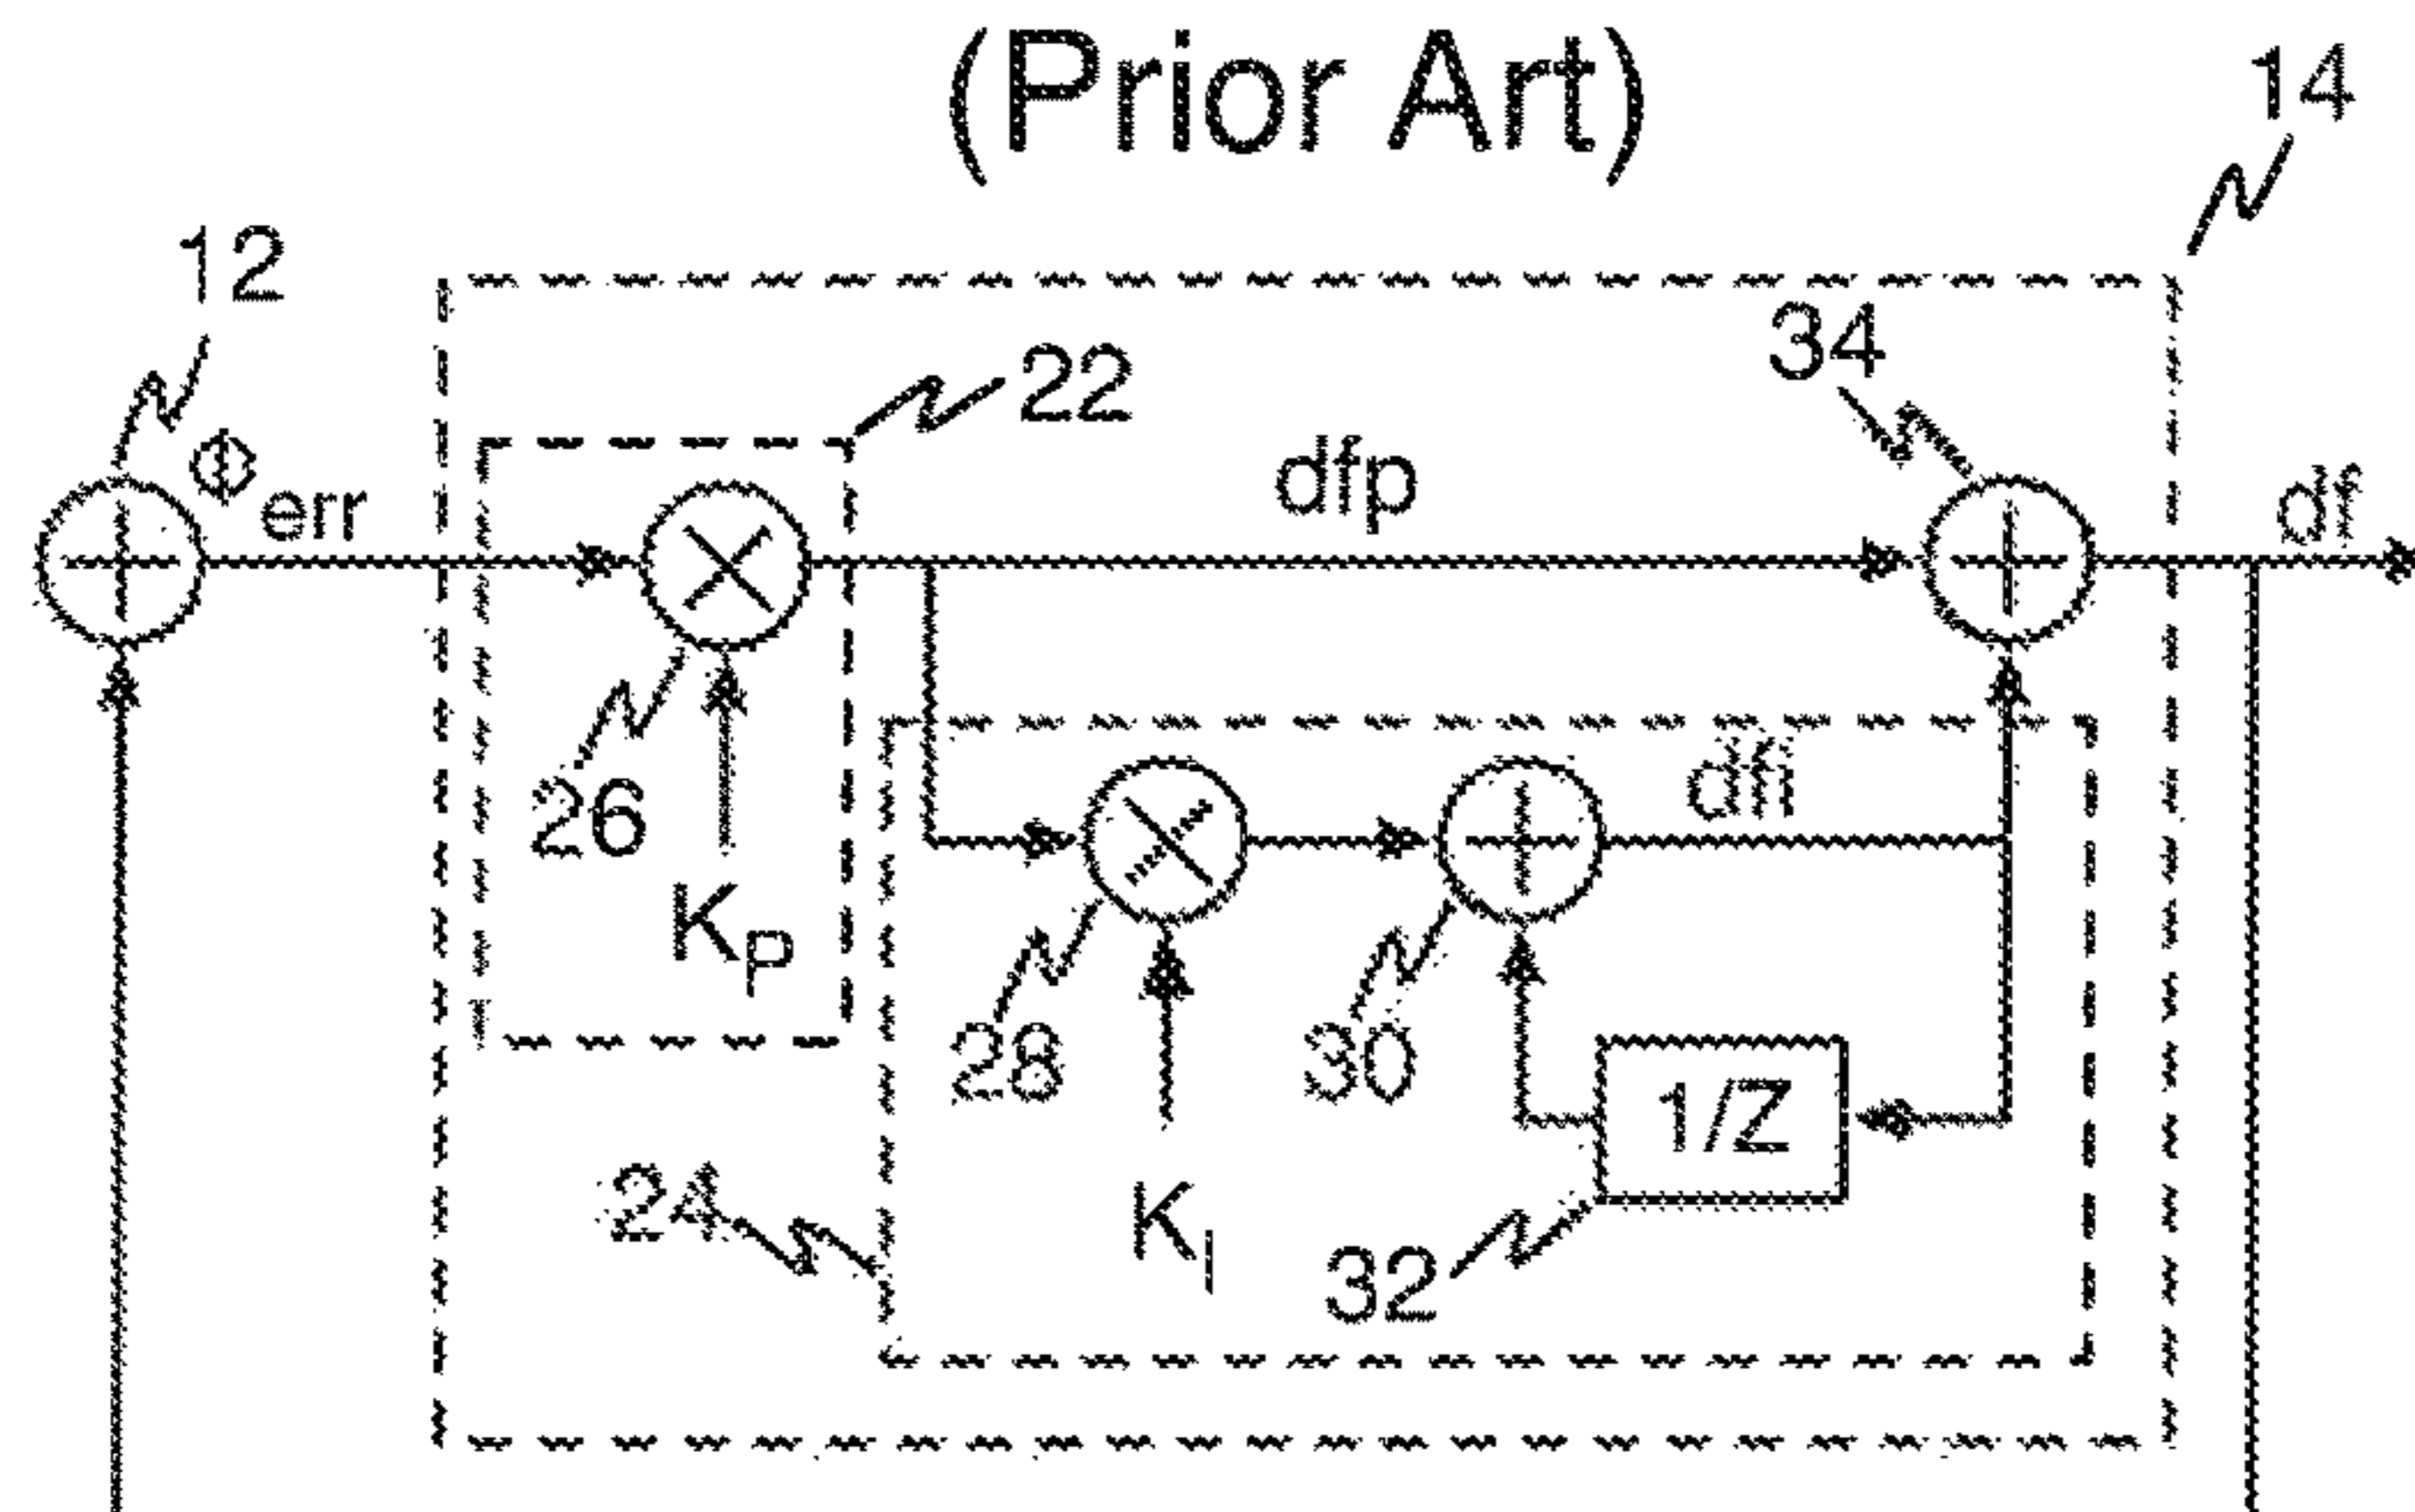 (Prior Art)
14
12
34
22
Φerr
dfp
df
dfi
26
KP
28
30
1/Z
24
KI
32